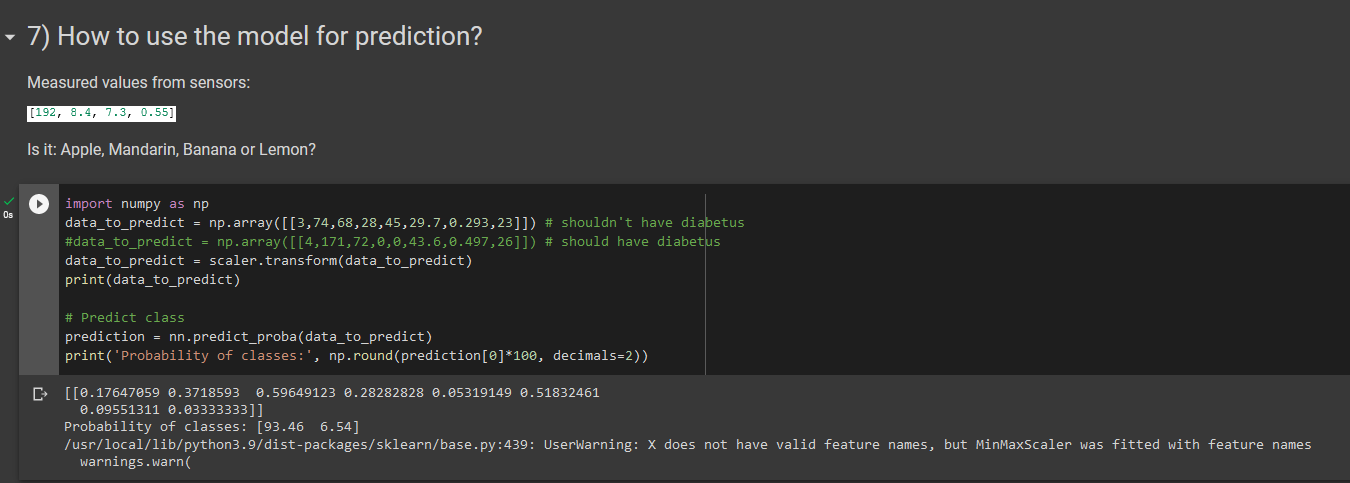 7) How to use the model for prediction?
Measured values from sensors:
[192, 8.4, 7.3, 0.55]
Is it: Apple, Mandarin, Banana or Lemon?
0s
import numpy as np
data_to_predict = np.array([[3,74,68,28,45,29.7,0.293,23]]) # shouldn't have diabetus
#data_to_predict = np.array([[4,171,72,0,0,43.6,0.497,26]]) # should have diabetus
data_to_predict = scaler.transform(data_to_predict)
print(data_to_predict)
# Predict class
prediction = nn.predict_proba(data_to_predict)
print('Probability of classes:', np.round(prediction[0]*100, decimals=2))
[[0.17647059 0.3718593  0.59649123 0.28282828 0.05319149 0.51832461
  0.09551311 0.03333333]]
Probability of classes: [93.46  6.54]
/usr/local/lib/python3.9/dist-packages/sklearn/base.py:439: UserWarning: X does not have valid feature names, but MinMaxScaler was fitted with feature names
  warnings.warn(